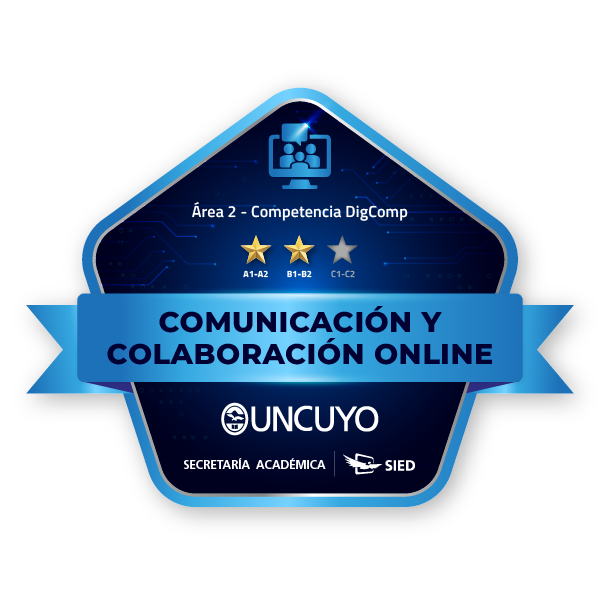 Área 2 - Competencia DigComp
A1-A2 B1-B2 C1-C2
COMUNICACIÓN Y
COLABORACIÓN ONLINE
UNCUYO
SECRETARÍA ACADÉMICA SIED